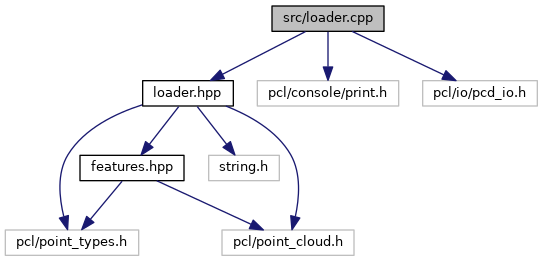 src/loader.cpp
loader.hpp
pcl/console/print.h
pcl/io/pcd_io.h
features.hpp
string.h
pcl/point_types.h
pcl/point_cloud.h